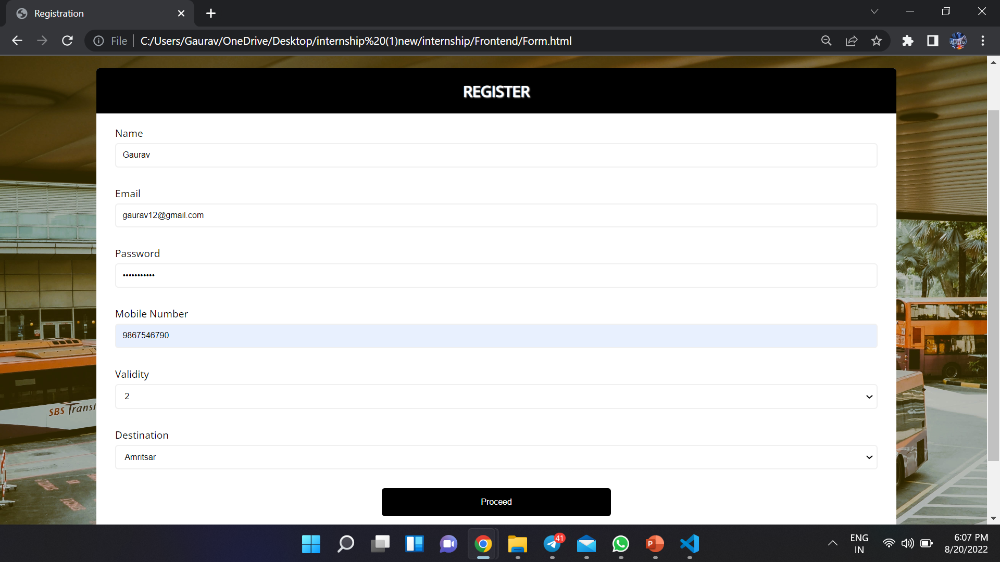 Registration
File
C:/Users/Gaurav/OneDrive/Desktop/internship%20(1)new/internship/Frontend/Form.html
REGISTER
Name
Gaurav
Email
gaurav12@gmail.com
Password
•••••••••••
Mobile Number
9867546790
Validity
2
SBS Transi
Destination
Amritsar
Proceed
41
P
ENG
IN
6:07 PM
8/20/2022